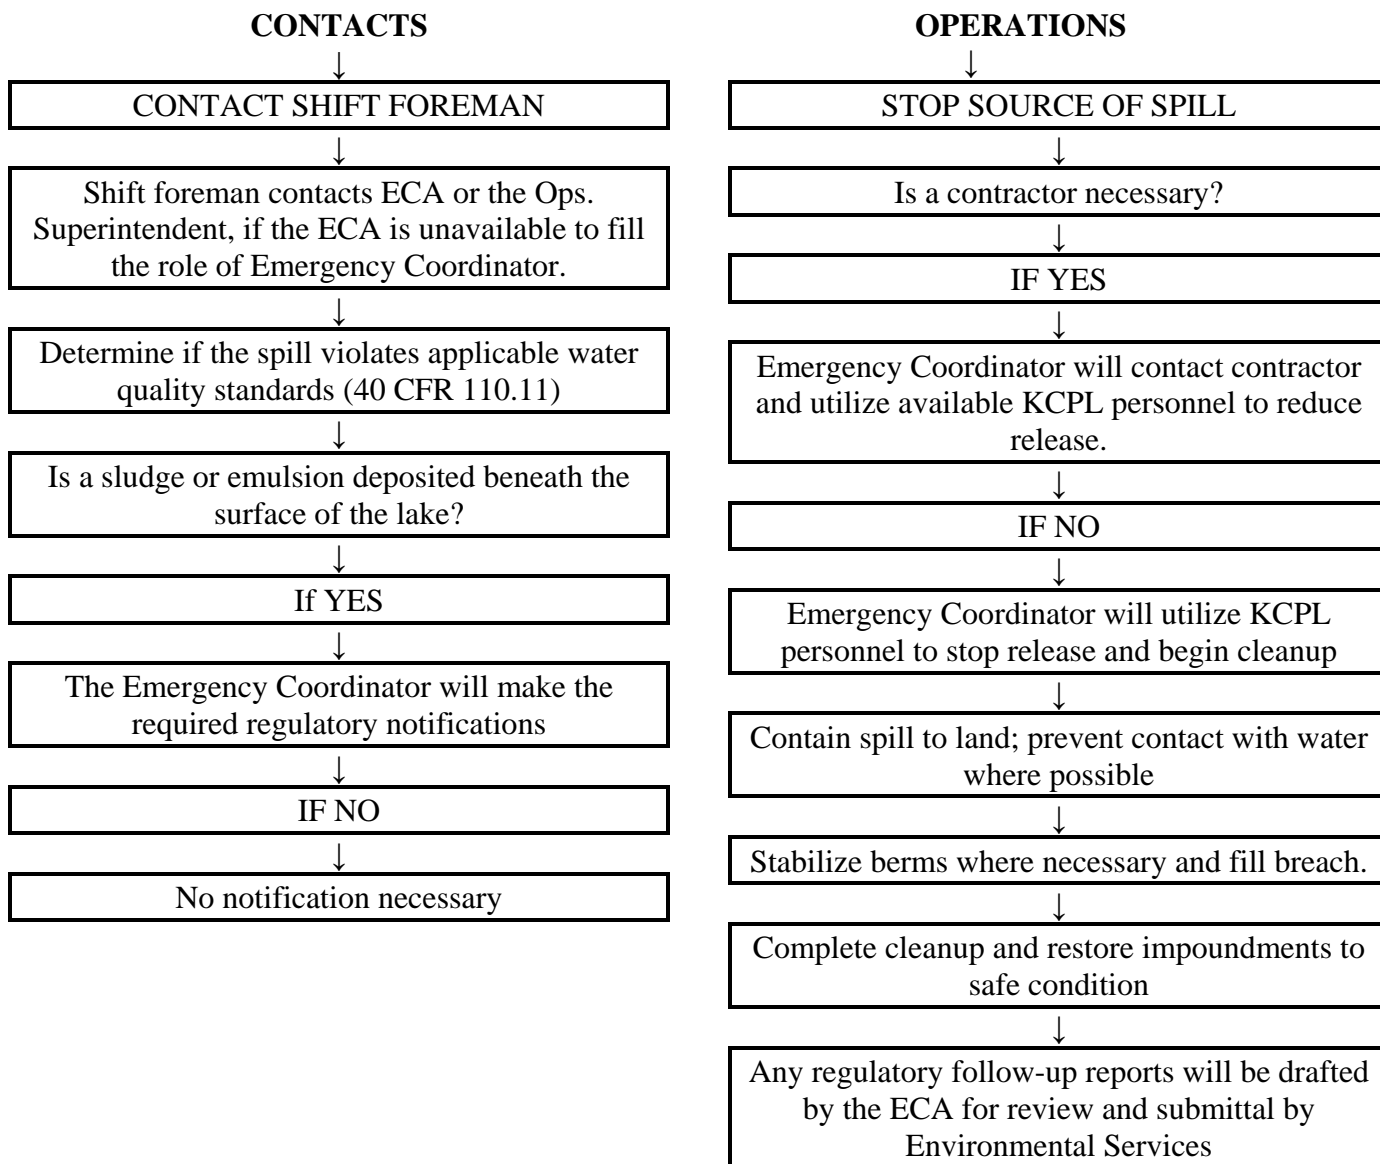 CONTACTS
↓
CONTACT SHIFT FOREMAN
↓
Shift foreman contacts ECA or the Ops.
Superintendent, if the ECA is unavailable to fill
the role of Emergency Coordinator.
↓
Determine if the spill violates applicable water
quality standards (40 CFR 110.11)
↓
Is a sludge or emulsion deposited beneath the
surface of the lake?
↓
If YES
↓
The Emergency Coordinator will make the
required regulatory notifications
↓
IF NO
↓
No notification necessary
OPERATIONS
↓
STOP SOURCE OF SPILL
↓
Is a contractor necessary?
↓
IF YES
↓
Emergency Coordinator will contact contractor
and utilize available KCPL personnel to reduce
release.
↓
IF NO
↓
Emergency Coordinator will utilize KCPL
personnel to stop release and begin cleanup
↓
Contain spill to land; prevent contact with water
where possible
↓
Stabilize berms where necessary and fill breach.
↓
Complete cleanup and restore impoundments to
safe condition
↓
Any regulatory follow-up reports will be drafted
by the ECA for review and submittal by
Environmental Services